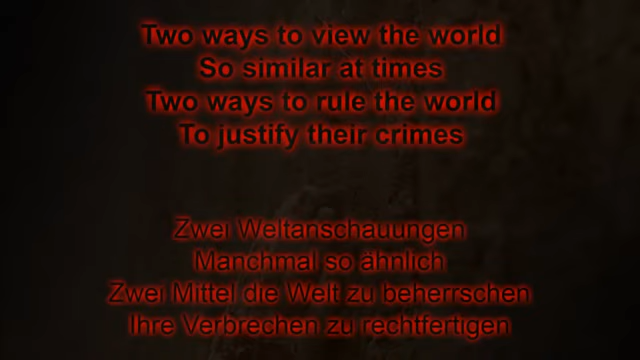 Two ways to view the world
So similar at times
Two ways to rule the world
To justify their crimes
Zwei Weltanschauungen
Manchmal so ähnlich
Zwei Mittel die Welt zu beherrschen
Ihre Verbrechen zu rechtfertigen